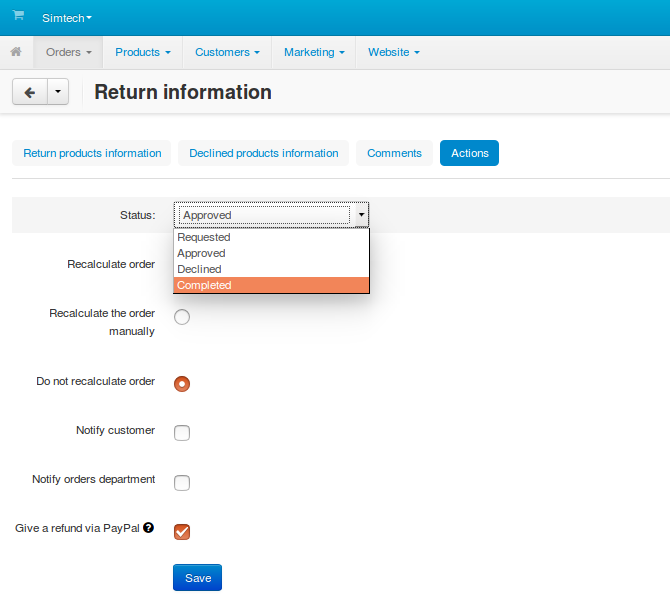 Simtech
Orders Products Customers Marketing Website
Return information
Return products information Declined products information Comments Actions
Status: Approved
Requested
Approved
Declined
Completed
Recalculate order
Recalculate the order
manually
Do not recalculate order
Notify customer
Notify orders department
Give a refund via PayPal ?
Save